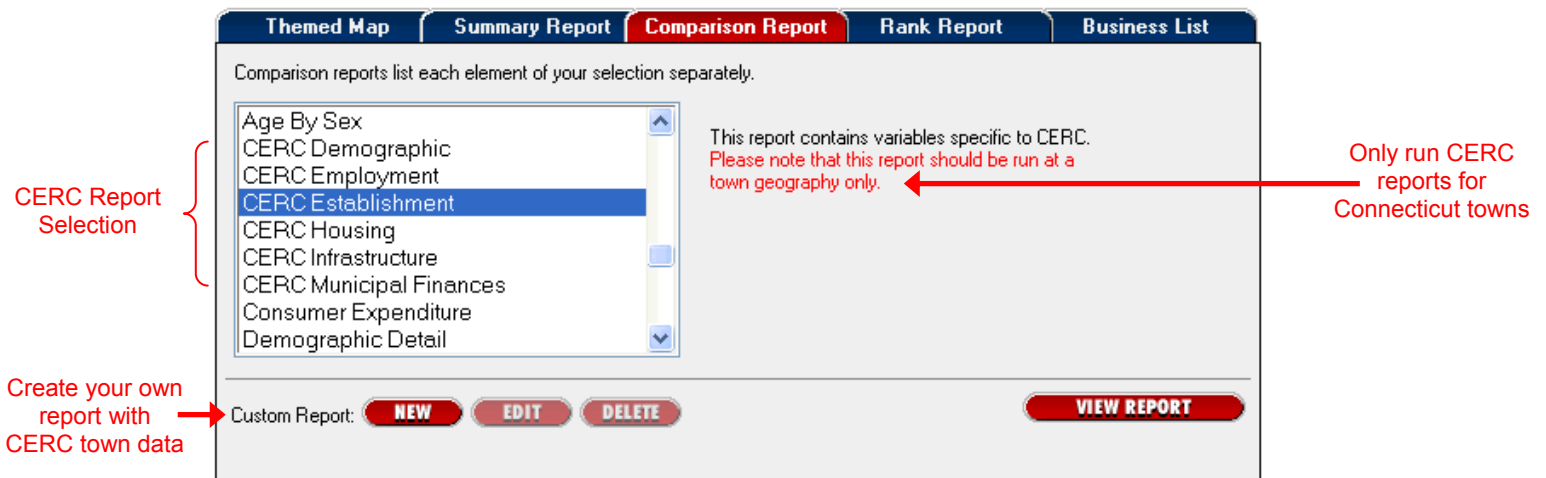 Themed Map Summary Report Comparison Report Rank Report Business List
Comparison reports list each element of your selection separately.
Age By Sex
CERC Demographic
CERC Employment
CERC Establishment
CERC Housing
CERC Infrastructure
CERC Municipal Finances
Consumer Expenditure
Demographic Detail
This report contains variables specific to CERC.
Please note that this report should be run at a
town geography only.
CERC Report
Selection
Only run CERC
reports for
Connecticut towns
Create your own
report with
CERC town data
Custom Report: NEW EDIT DELETE VIEW REPORT